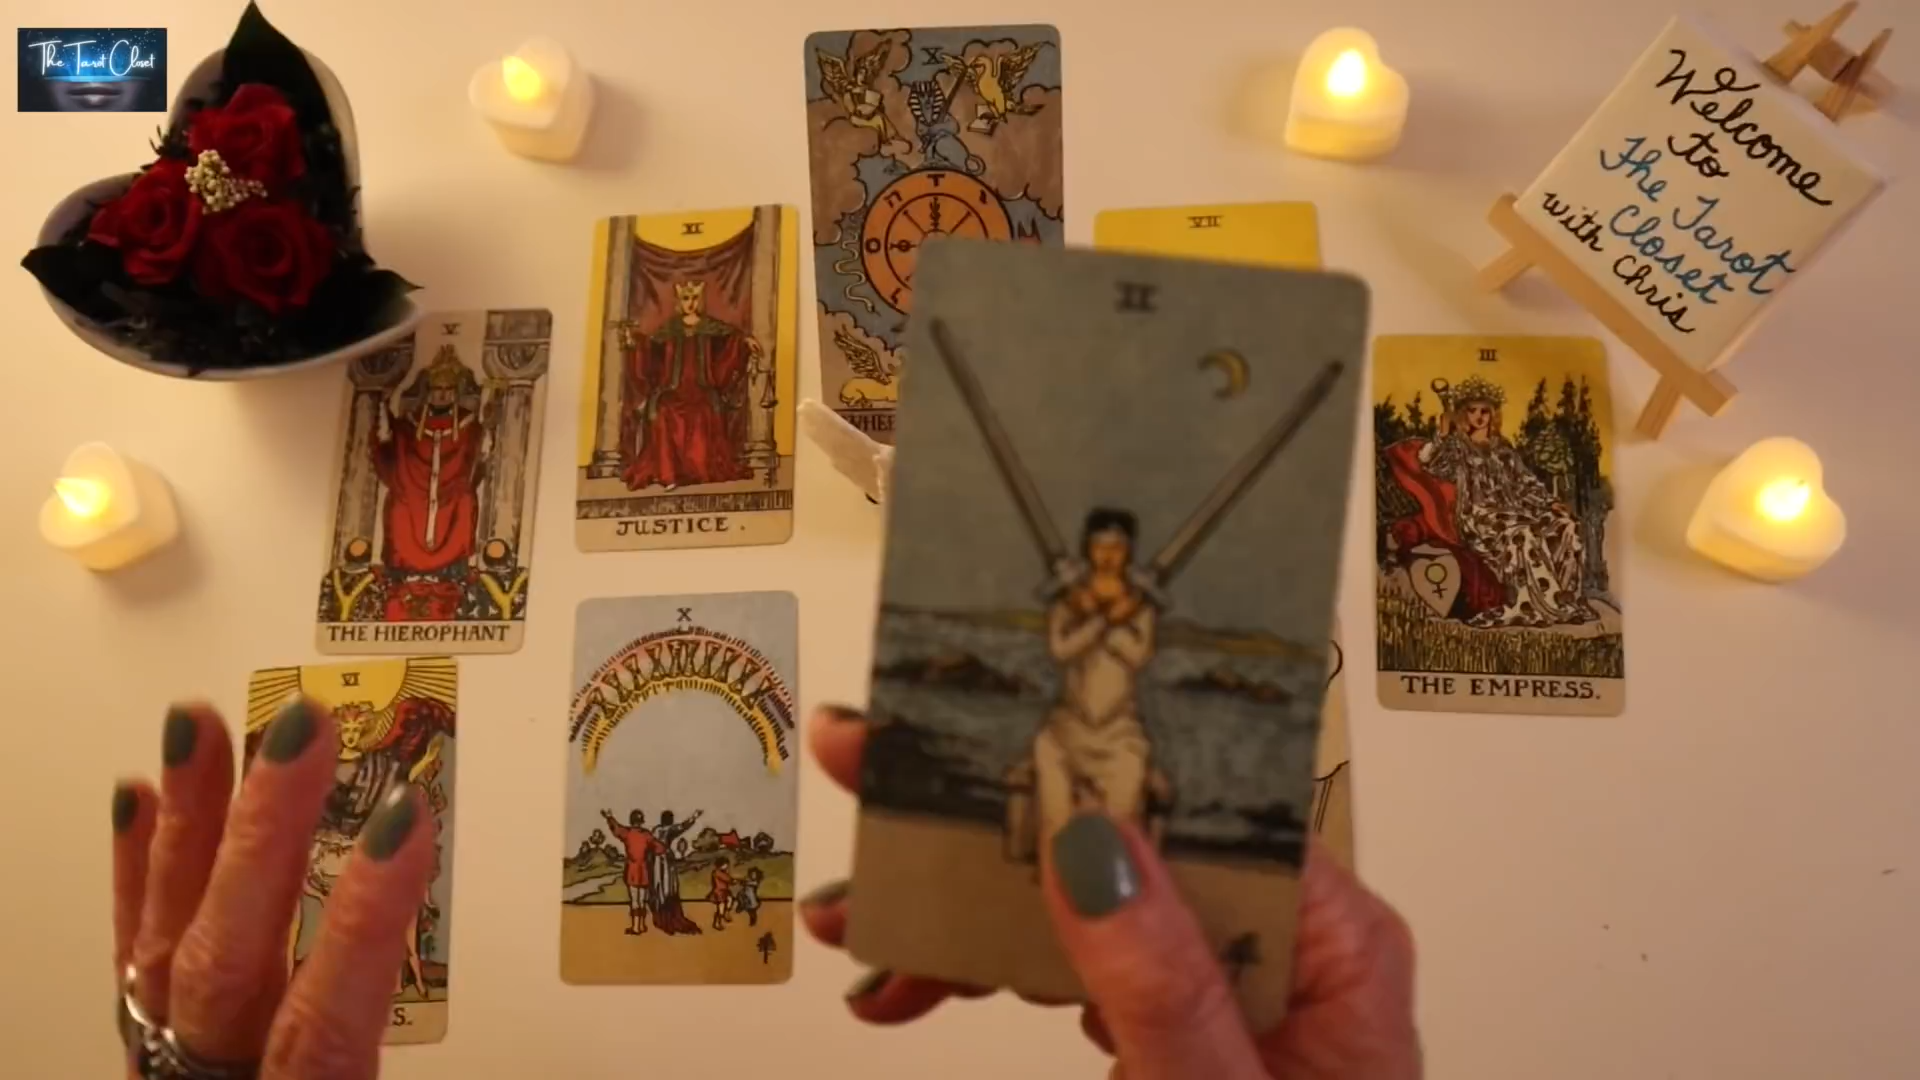 The Tarot Closet
X
Welcome
to
The Tarot
Closet
with Chris
VII
XI
II
V
III
WHEE
JUSTICE.
X
THE HIEROPHANT
VI
THE EMPRESS.
S.